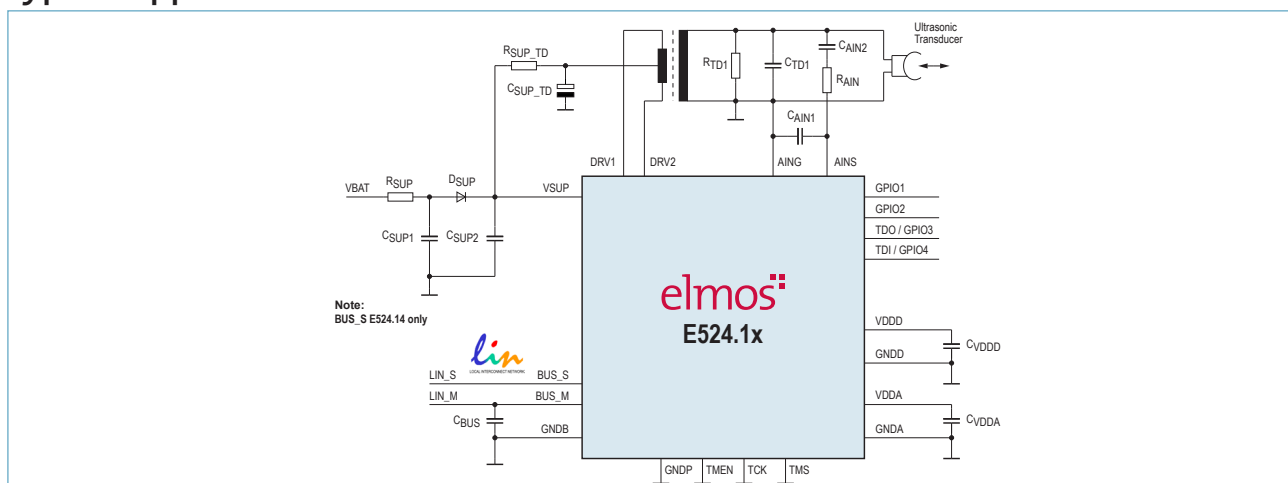 Ultrasonic
Transducer
RSUP_TD
CSUP_TD
RTD1
CTD1
CAIN2
RAIN
CAIN1
DRV1
DRV2
AING
AINS
VBAT
RSUP
DSUP
VSUP
CSUP1
CSUP2
GPIO1
GPIO2
TDO / GPIO3
TDI / GPIO4
elmos
E524.1x
Note:
BUS_S E524.14 only
lin
LOCAL INTERCONNECT NETWORK
VDDD
CVDDD
GNDD
LIN_S
BUS_S
LIN_M
BUS_M
CBUS
GNDB
VDDA
CVDDA
GNDA
GNDP
TMEN
TCK
TMS